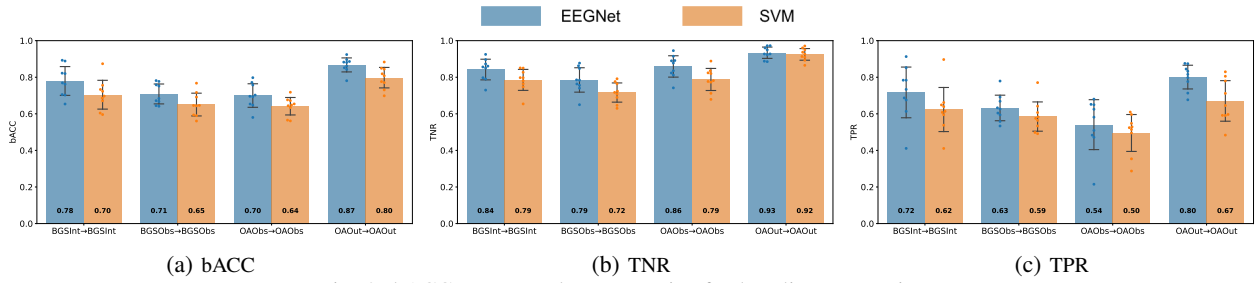 EEGNet SVM
1.0
0.8
0.6
0.4
0.2
0.0
bACC
0.78 0.70 0.71 0.65 0.70 0.64 0.87 0.80
BGSInt→BGSInt BGSObs→BGSObs OAObs→OAObs OAOut→OAOut
(a) bACC
1.0
0.8
0.6
0.4
0.2
0.0
TNR
0.84 0.79 0.79 0.72 0.86 0.79 0.93 0.92
BGSInt→BGSInt BGSObs→BGSObs OAObs→OAObs OAOut→OAOut
(b) TNR
1.0
0.8
0.6
0.4
0.2
0.0
TPR
0.72 0.62 0.63 0.59 0.54 0.50 0.80 0.67
BGSInt→BGSInt BGSObs→BGSObs OAObs→OAObs OAOut→OAOut
(c) TPR